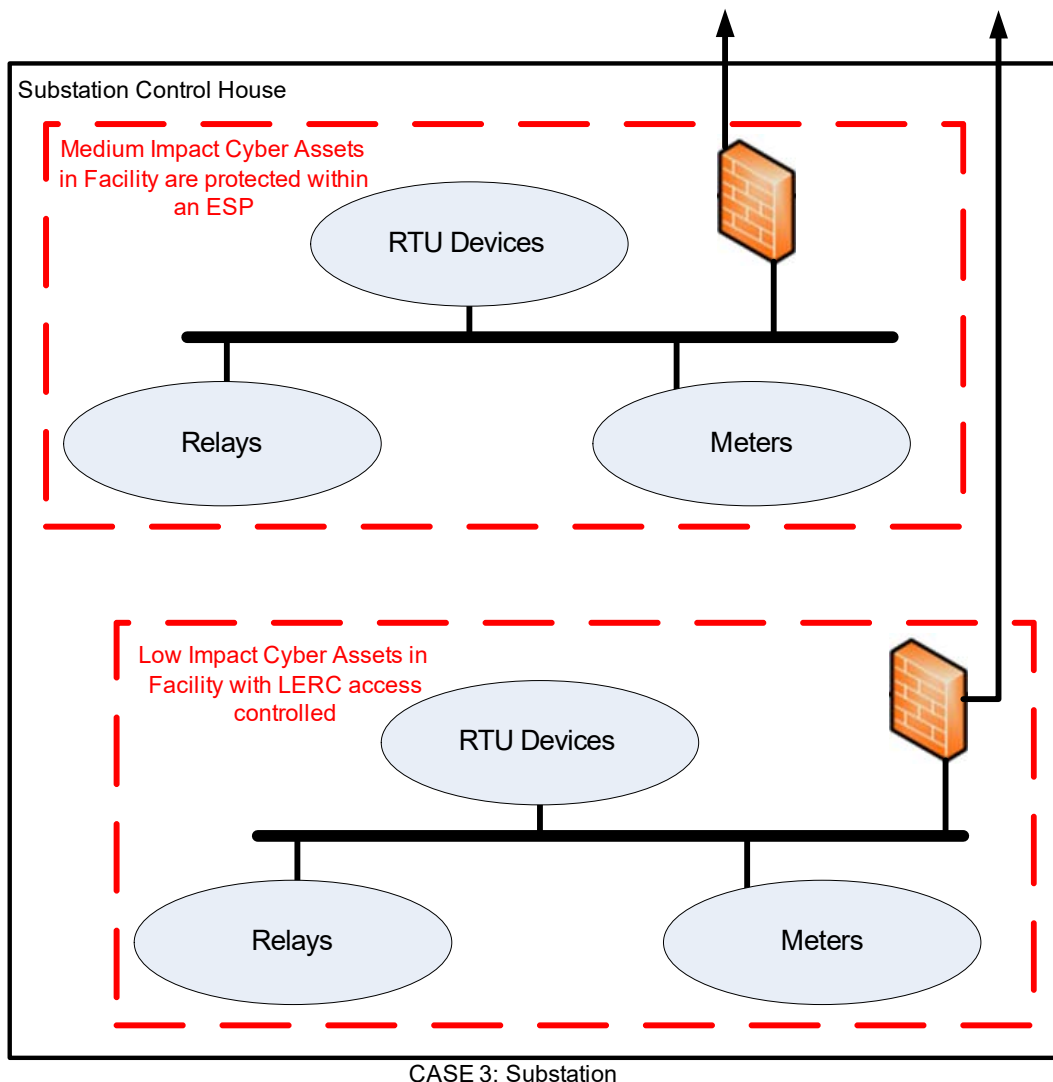 Substation Control House
Medium Impact Cyber Assets
in Facility are protected within
an ESP
RTU Devices
Relays
Meters
Low Impact Cyber Assets in
Facility with LERC access
controlled
RTU Devices
Relays
Meters
CASE 3: Substation